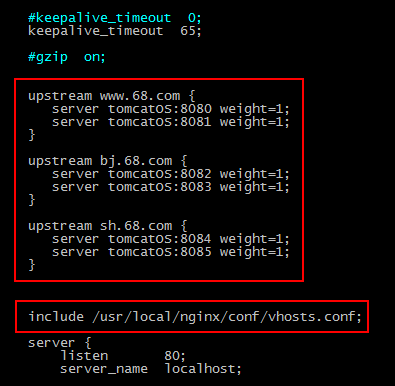 #keepalive_timeout  0;
keepalive_timeout  65;
#gzip  on;
upstream www.68.com {
server tomcatOS:8080 weight=1;
server tomcatOS:8081 weight=1;
}
upstream bj.68.com {
server tomcatOS:8082 weight=1;
server tomcatOS:8083 weight=1;
}
upstream sh.68.com {
server tomcatOS:8084 weight=1;
server tomcatOS:8085 weight=1;
}
include /usr/local/nginx/conf/vhosts.conf;
server {
listen       80;
server_name  localhost;